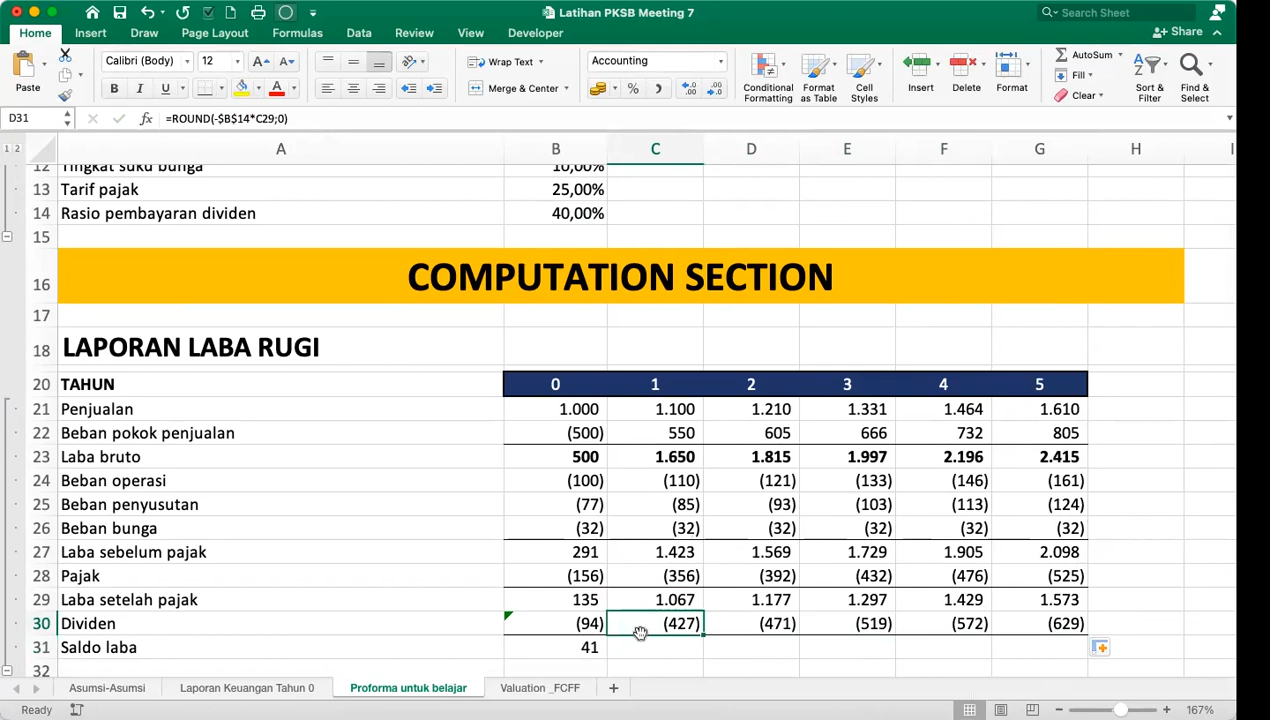 Latihan PKSB Meeting 7
Search Sheet
Home Insert Draw Page Layout Formulas Data Review View Developer
Share
Paste
Calibri (Body) 12
Wrap Text
Merge & Center
Accounting
Conditional Formatting
Format as Table
Cell Styles
Insert
Delete
Format
AutoSum
Fill
Clear
Sort & Filter
Find & Select
D31 fx =ROUND(-$B$14*C29;0)
1 2
A B C D E F G H
12 Tingkat suku bunga 10,00%
13 Tarif pajak 25,00%
14 Rasio pembayaran dividen 40,00%
15
16 COMPUTATION SECTION
17
18 LAPORAN LABA RUGI
20 TAHUN 0 1 2 3 4 5
21 Penjualan 1.000 1.100 1.210 1.331 1.464 1.610
22 Beban pokok penjualan (500) 550 605 666 732 805
23 Laba bruto 500 1.650 1.815 1.997 2.196 2.415
24 Beban operasi (100) (110) (121) (133) (146) (161)
25 Beban penyusutan (77) (85) (93) (103) (113) (124)
26 Beban bunga (32) (32) (32) (32) (32) (32)
27 Laba sebelum pajak 291 1.423 1.569 1.729 1.905 2.098
28 Pajak (156) (356) (392) (432) (476) (525)
29 Laba setelah pajak 135 1.067 1.177 1.297 1.429 1.573
30 Dividen (94) (427) (471) (519) (572) (629)
31 Saldo laba 41
32
Asumsi-Asumsi Laporan Keuangan Tahun 0 Proforma untuk belajar Valuation _FCFF
Ready 167%